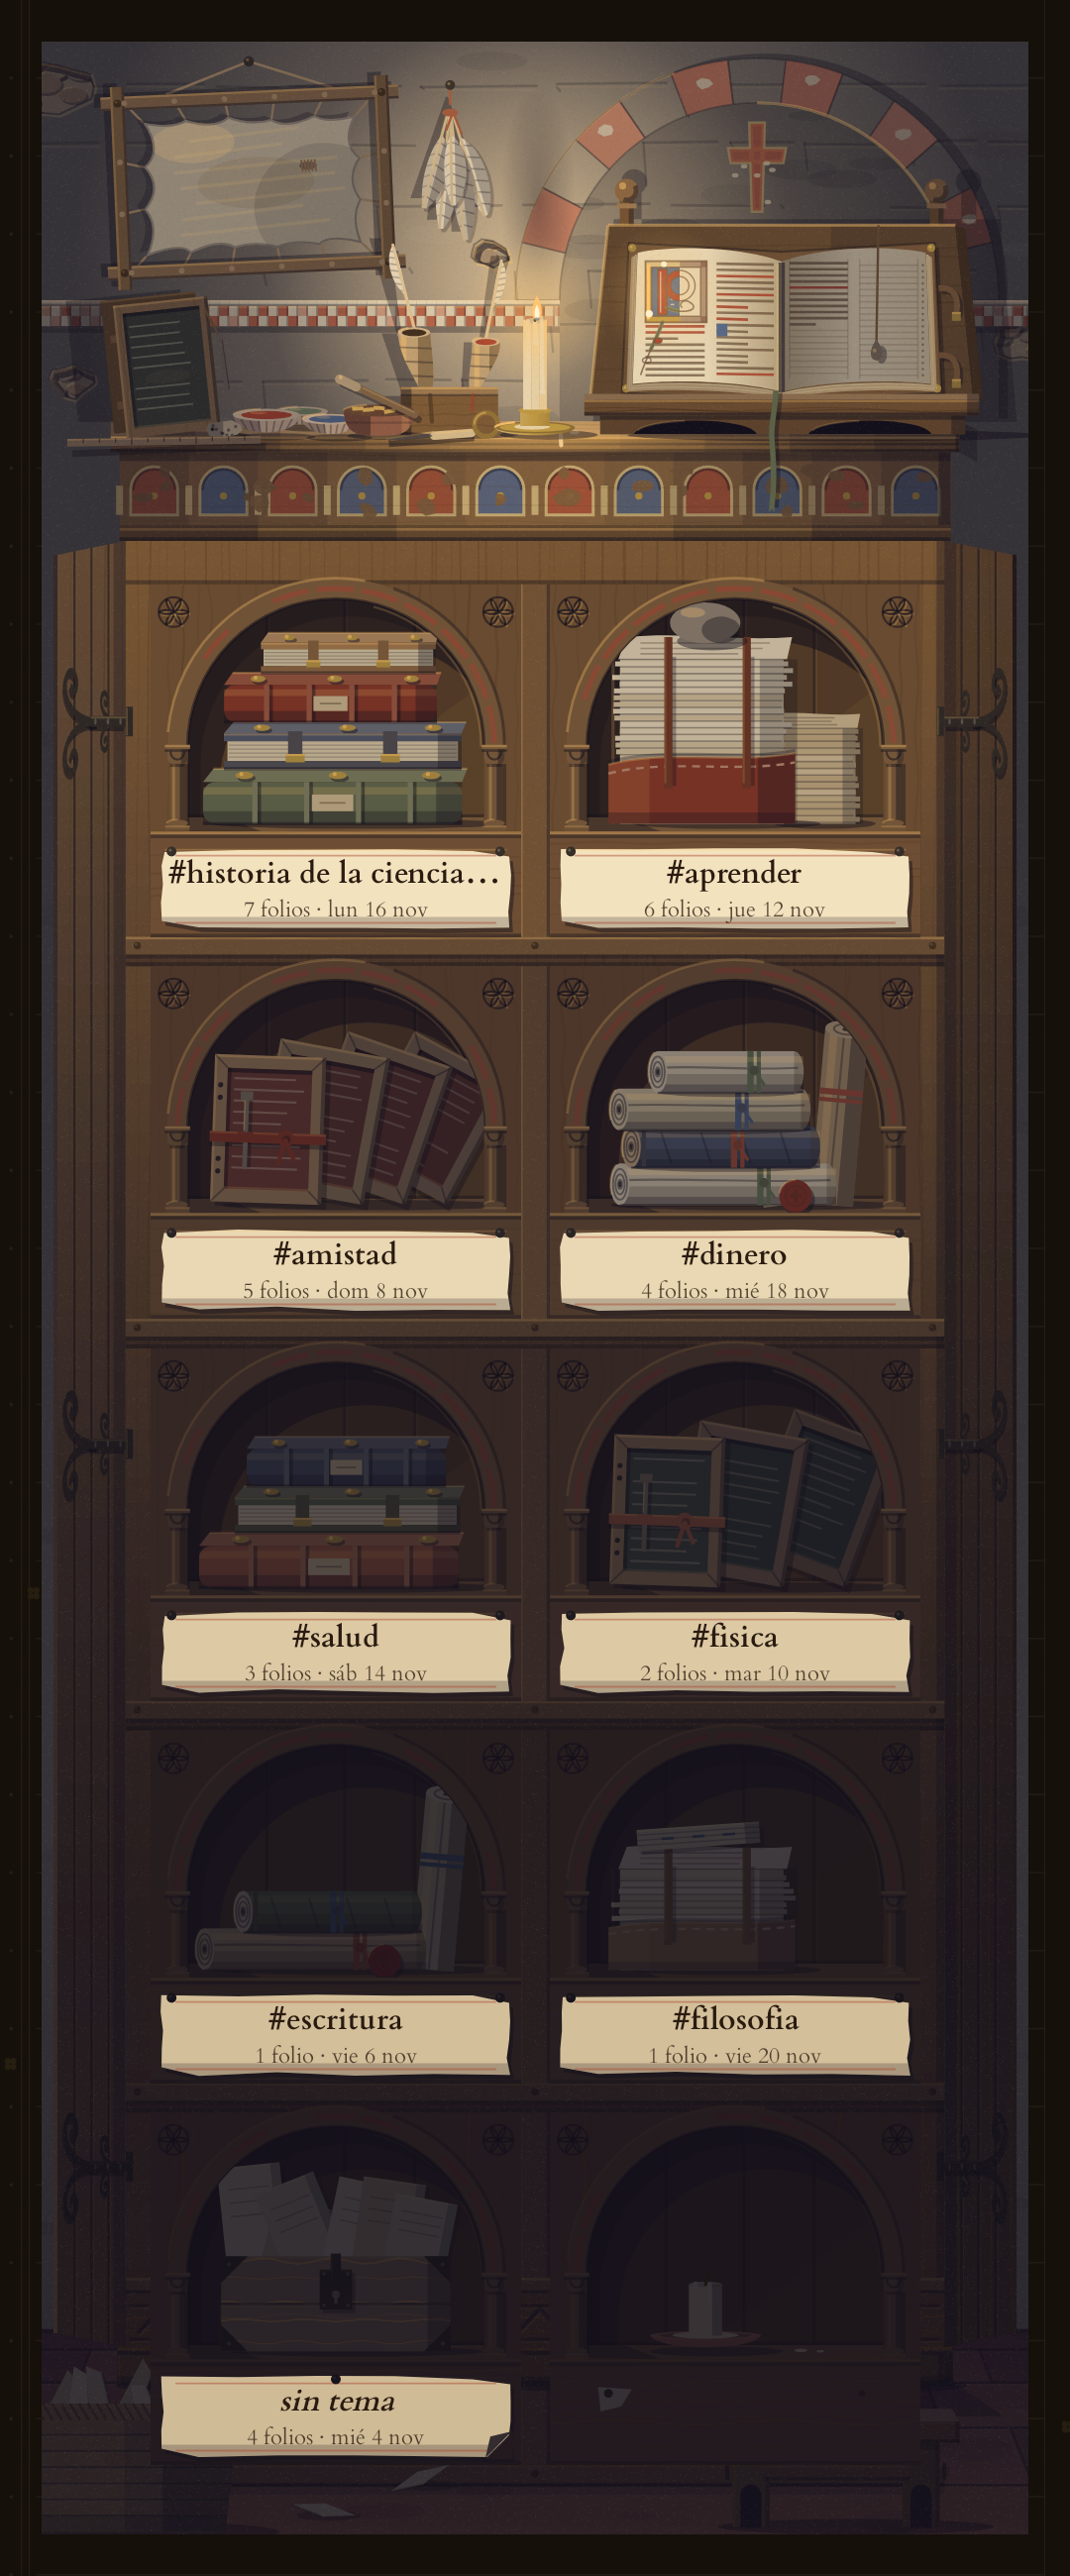 #historia de la ciencia…
7 folios · lun 16 nov
#aprender
6 folios · jue 12 nov
#amistad
5 folios · dom 8 nov
#dinero
4 folios · mié 18 nov
#salud
3 folios · sáb 14 nov
#fisica
2 folios · mar 10 nov
#escritura
1 folio · vie 6 nov
#filosofia
1 folio · vie 20 nov
sin tema
4 folios · mié 4 nov